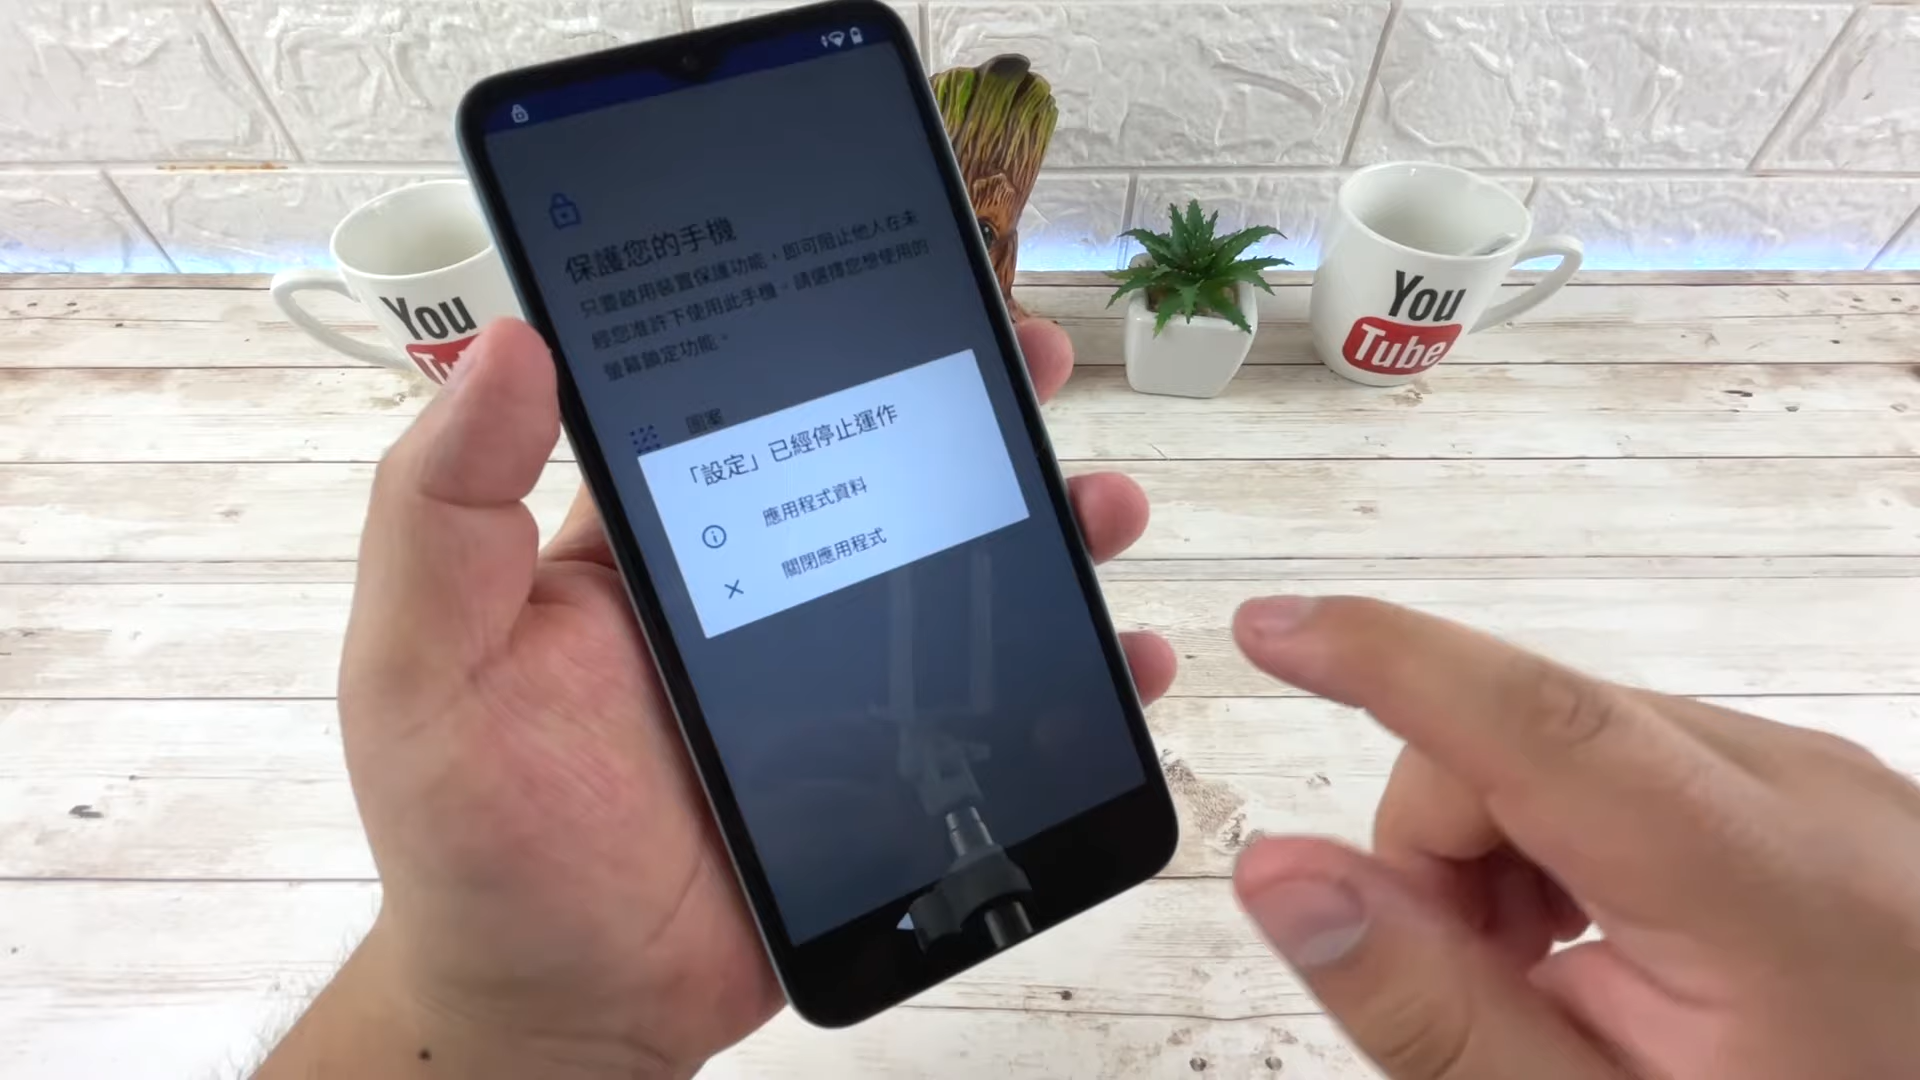 保護您的手機
只要啟用裝置保護功能，即可阻止他人在未
經您准許下使用此手機。請選擇您想使用的
螢幕鎖定功能。
圖案
「設定」已經停止運作
應用程式資料
關閉應用程式
You
Tu
You
Tube